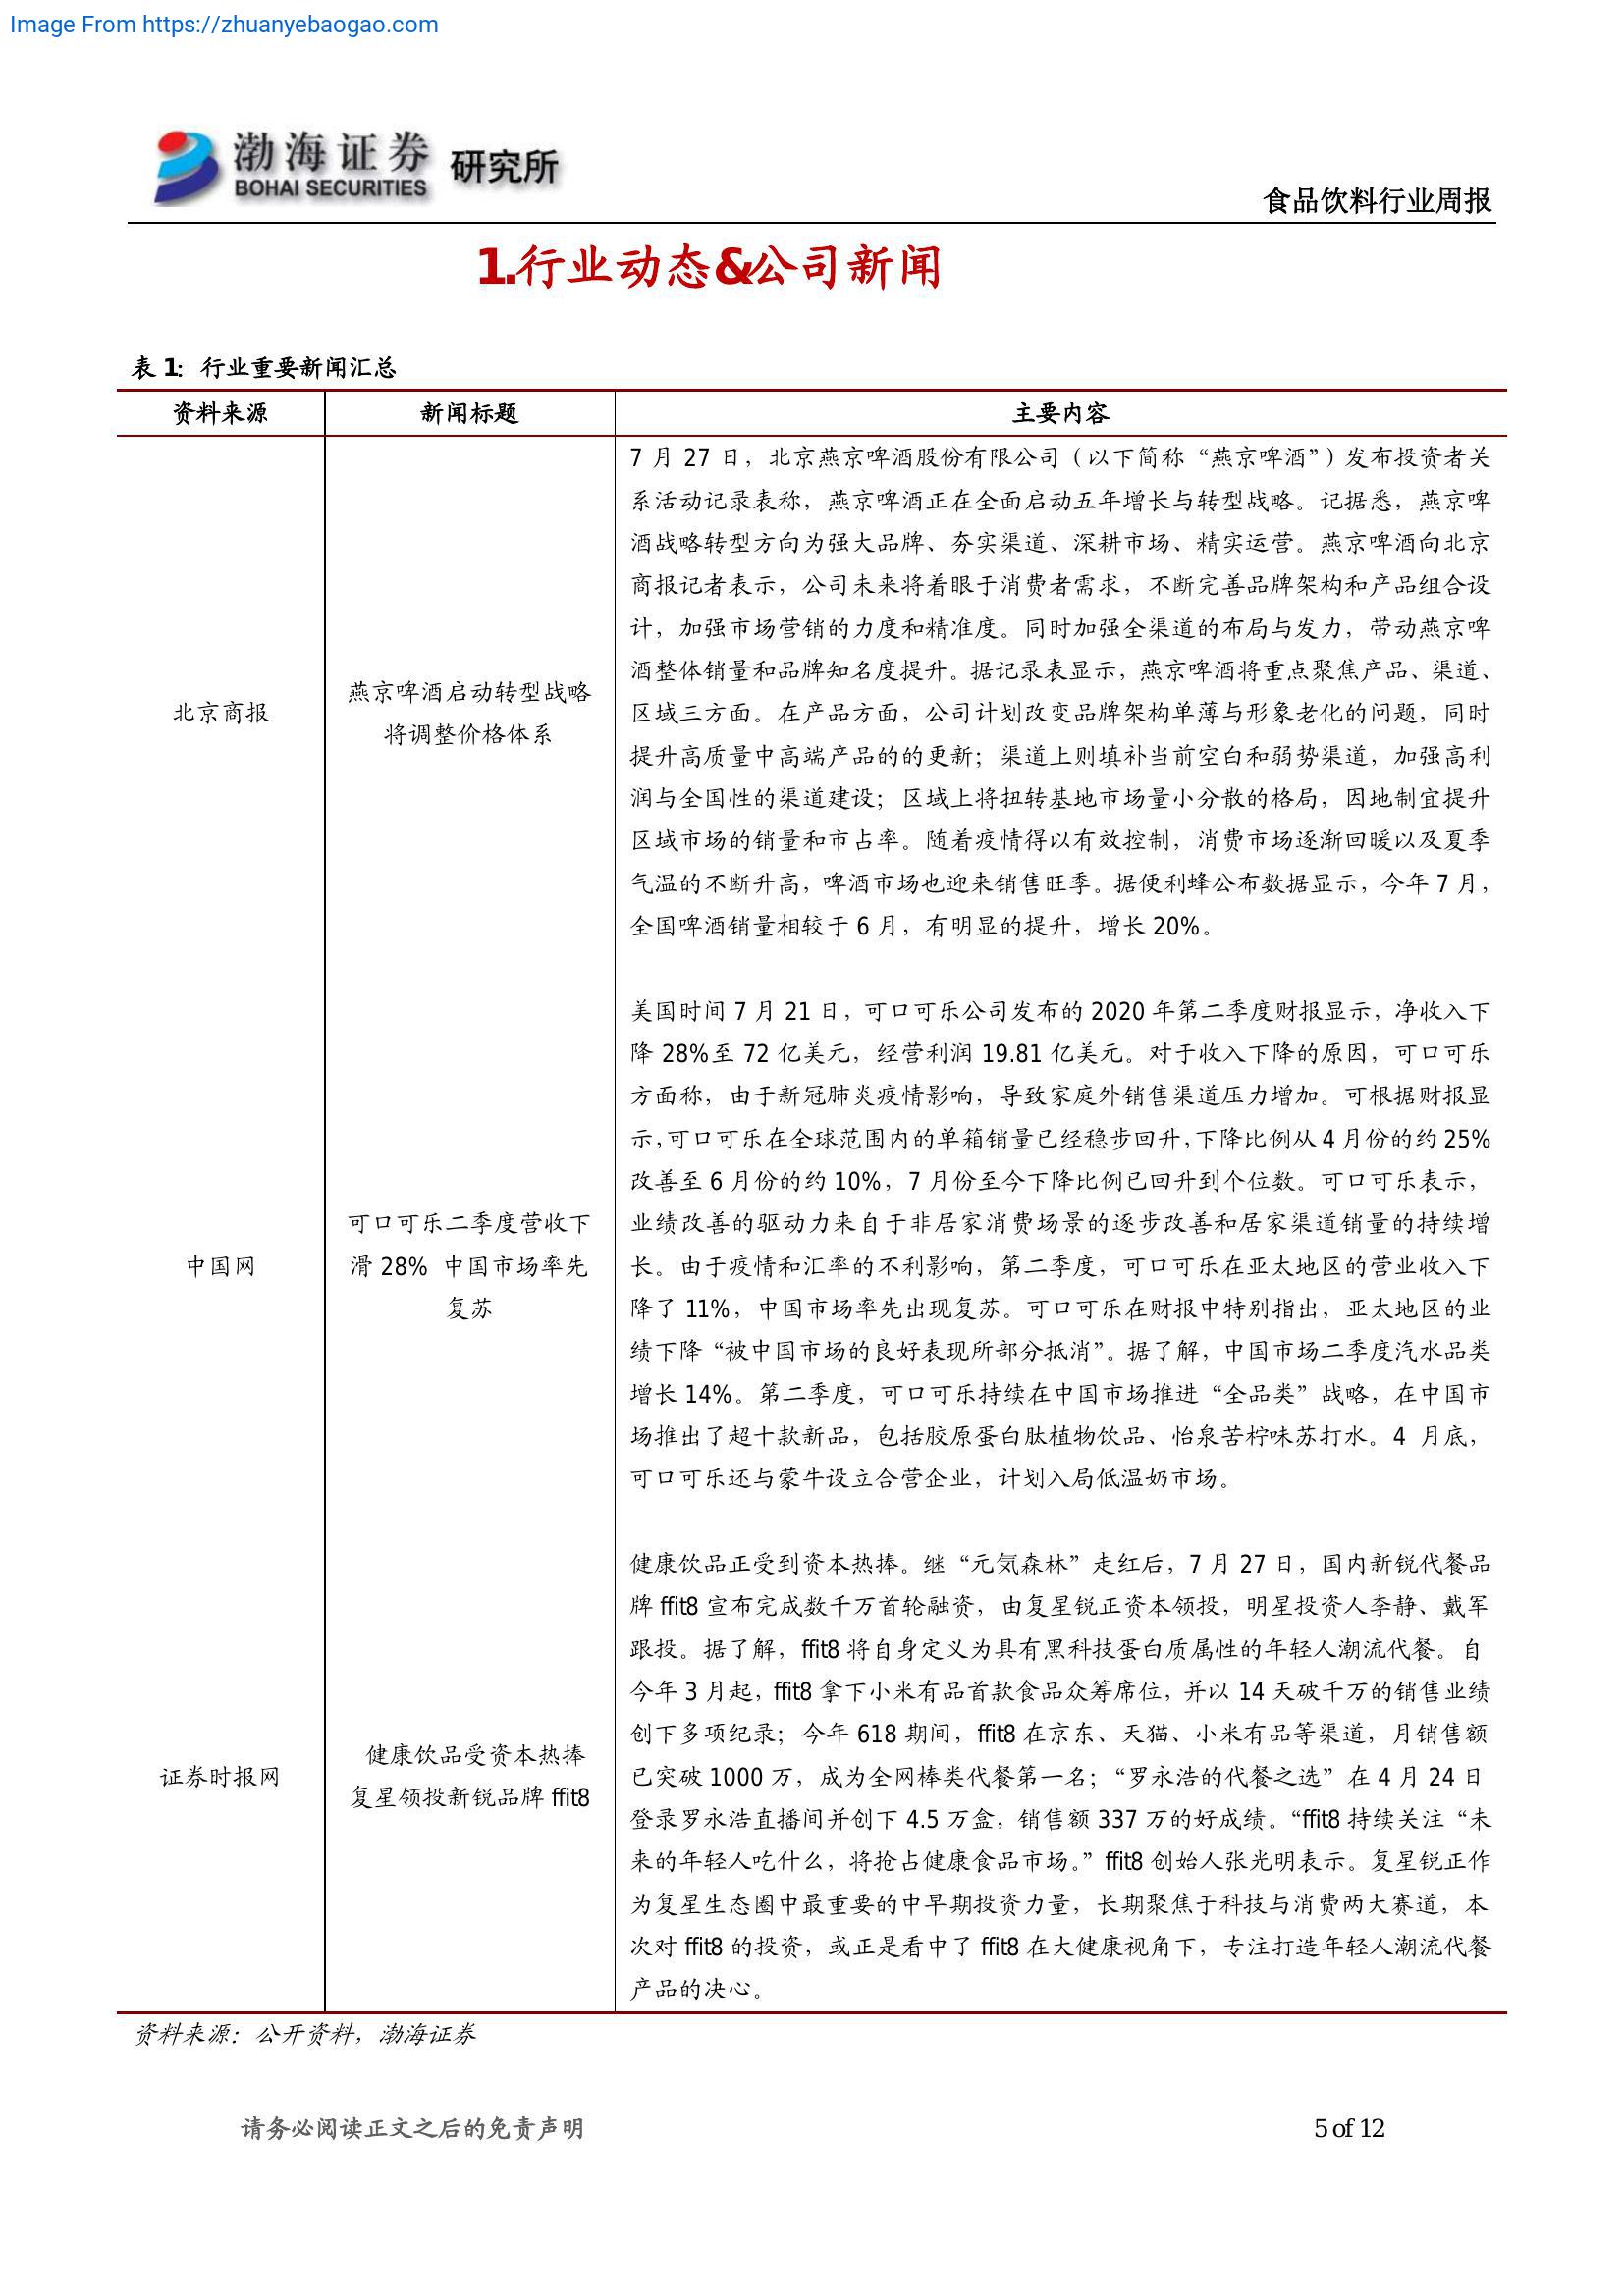 Image From https://zhuanyebaogao.com
渤海证券 研究所
BOHAI SECURITIES
食品饮料行业周报
1.行业动态&公司新闻
表 1：行业重要新闻汇总
资料来源 新闻标题 主要内容
北京商报
燕京啤酒启动转型战略
将调整价格体系
7 月 27 日，北京燕京啤酒股份有限公司（以下简称“燕京啤酒”）发布投资者关
系活动记录表称，燕京啤酒正在全面启动五年增长与转型战略。记据悉，燕京啤
酒战略转型方向为强大品牌、夯实渠道、深耕市场、精实运营。燕京啤酒向北京
商报记者表示，公司未来将着眼于消费者需求，不断完善品牌架构和产品组合设
计，加强市场营销的力度和精准度。同时加强全渠道的布局与发力，带动燕京啤
酒整体销量和品牌知名度提升。据记录表显示，燕京啤酒将重点聚焦产品、渠道、
区域三方面。在产品方面，公司计划改变品牌架构单薄与形象老化的问题，同时
提升高质量中高端产品的的更新；渠道上则填补当前空白和弱势渠道，加强高利
润与全国性的渠道建设；区域上将扭转基地市场量小分散的格局，因地制宜提升
区域市场的销量和市占率。随着疫情得以有效控制，消费市场逐渐回暖以及夏季
气温的不断升高，啤酒市场也迎来销售旺季。据便利蜂公布数据显示，今年 7 月，
全国啤酒销量相较于 6 月，有明显的提升，增长 20%。
中国网
可口可乐二季度营收下
滑 28% 中国市场率先
复苏
美国时间 7 月 21 日，可口可乐公司发布的 2020 年第二季度财报显示，净收入下
降 28%至 72 亿美元，经营利润 19.81 亿美元。对于收入下降的原因，可口可乐
方面称，由于新冠肺炎疫情影响，导致家庭外销售渠道压力增加。可根据财报显
示，可口可乐在全球范围内的单箱销量已经稳步回升，下降比例从 4 月份的约 25%
改善至 6 月份的约 10%，7 月份至今下降比例已回升到个位数。可口可乐表示，
业绩改善的驱动力来自于非居家消费场景的逐步改善和居家渠道销量的持续增
长。由于疫情和汇率的不利影响，第二季度，可口可乐在亚太地区的营业收入下
降了 11%，中国市场率先出现复苏。可口可乐在财报中特别指出，亚太地区的业
绩下降“被中国市场的良好表现所部分抵消”。据了解，中国市场二季度汽水品类
增长 14%。第二季度，可口可乐持续在中国市场推进“全品类”战略，在中国市
场推出了超十款新品，包括胶原蛋白肽植物饮品、怡泉苦柠味苏打水。4 月底，
可口可乐还与蒙牛设立合营企业，计划入局低温奶市场。
证券时报网
健康饮品受资本热捧
复星领投新锐品牌 ffit8
健康饮品正受到资本热捧。继“元気森林”走红后，7 月 27 日，国内新锐代餐品
牌 ffit8 宣布完成数千万首轮融资，由复星锐正资本领投，明星投资人李静、戴军
跟投。据了解，ffit8 将自身定义为具有黑科技蛋白质属性的年轻人潮流代餐。自
今年 3 月起，ffit8 拿下小米有品首款食品众筹席位，并以 14 天破千万的销售业绩
创下多项纪录；今年 618 期间，ffit8 在京东、天猫、小米有品等渠道，月销售额
已突破 1000 万，成为全网棒类代餐第一名；“罗永浩的代餐之选”在 4 月 24 日
登录罗永浩直播间并创下 4.5 万盒，销售额 337 万的好成绩。“ffit8 持续关注“未
来的年轻人吃什么，将抢占健康食品市场。”ffit8 创始人张光明表示。复星锐正作
为复星生态圈中最重要的中早期投资力量，长期聚焦于科技与消费两大赛道，本
次对 ffit8 的投资，或正是看中了 ffit8 在大健康视角下，专注打造年轻人潮流代餐
产品的决心。
资料来源：公开资料，渤海证券
请务必阅读正文之后的免责声明 5 of 12